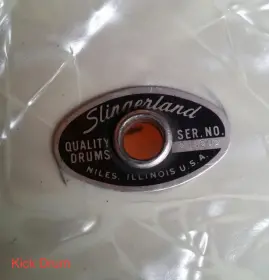 Slingerland
QUALITY DRUMS
SER. NO.
NILES, ILLINOIS U.S.A.
Kick Drum